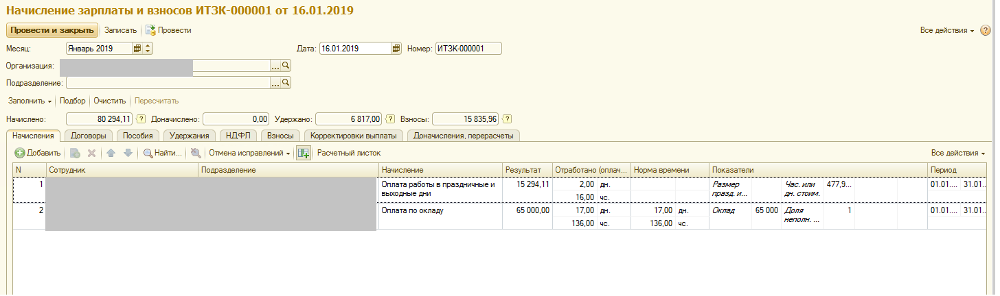 Начисление зарплаты и взносов ИТЗК-000001 от 16.01.2019
Провести и закрыть Записать Провести Все действия ?
Месяц: Январь 2019 Дата: 16.01.2019 Номер: ИТЗК-000001
Организация: ...
Подразделение: ...
Заполнить Подбор Очистить Пересчитать
Начислено: 80 294,11 ? Доначислено: 0,00 Удержано: 6 817,00 ? Взносы: 15 835,96 ?
Начисления Договоры Пособия Удержания НДФЛ Взносы Корректировки выплаты Доначисления, перерасчеты
Добавить Найти... Отмена исправлений Расчетный листок Все действия
N Сотрудник Подразделение Начисление Результат Отработано (оплач... Норма времени Показатели Период
1 Оплата работы в праздничные и 15 294,11 2,00 дн. Размер Час. или 477,9... 01.01.... 31.01..
выходные дни 16,00 чс. празд. и... дн. стоим.
2 Оплата по окладу 65 000,00 17,00 дн. 17,00 дн. Оклад 65 000 Доля 1 01.01.... 31.01..
136,00 чс. 136,00 чс. неполн. ...